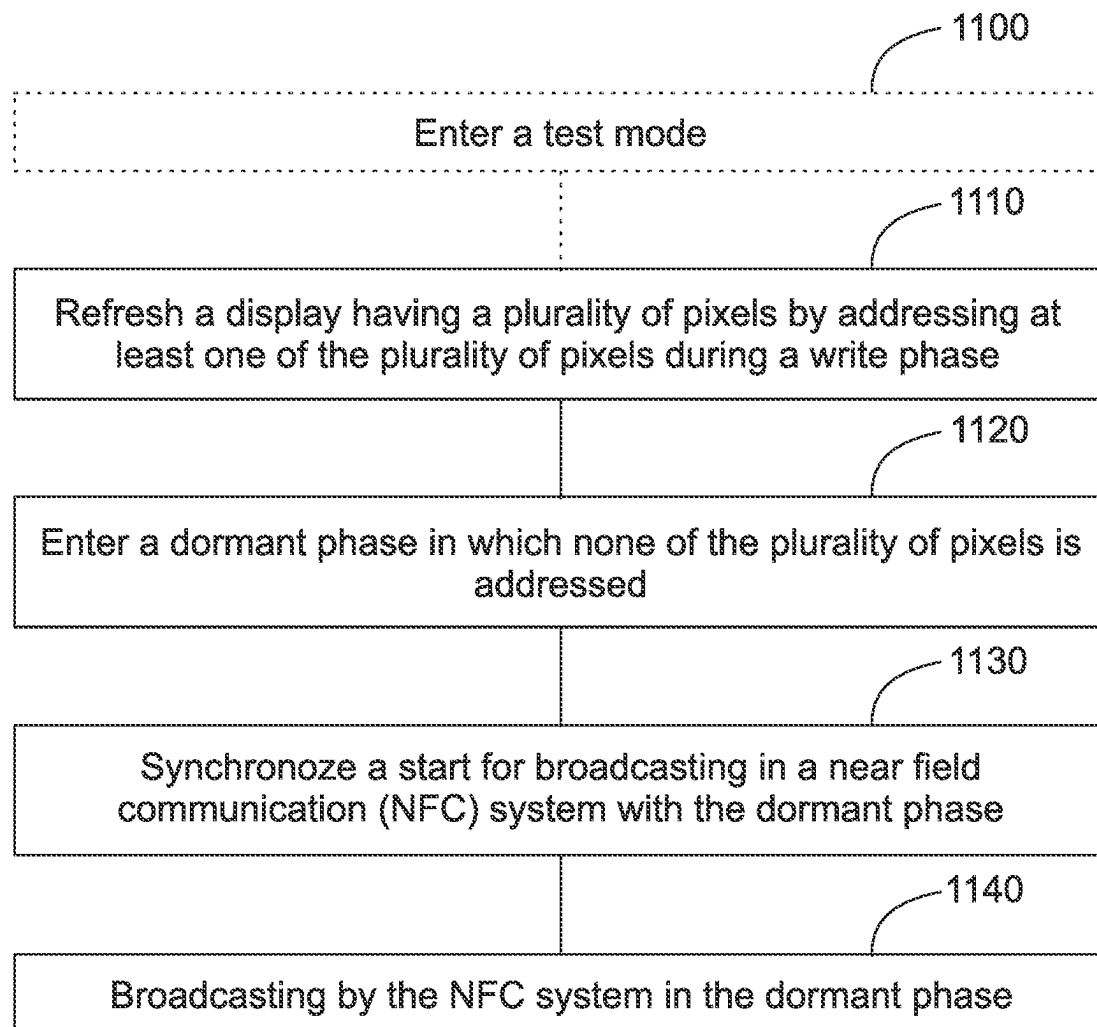 1100
Enter a test mode
1110
Refresh a display having a plurality of pixels by addressing at
least one of the plurality of pixels during a write phase
1120
Enter a dormant phase in which none of the plurality of pixels is
addressed
1130
Synchronoze a start for broadcasting in a near field
communication (NFC) system with the dormant phase
1140
Broadcasting by the NFC system in the dormant phase